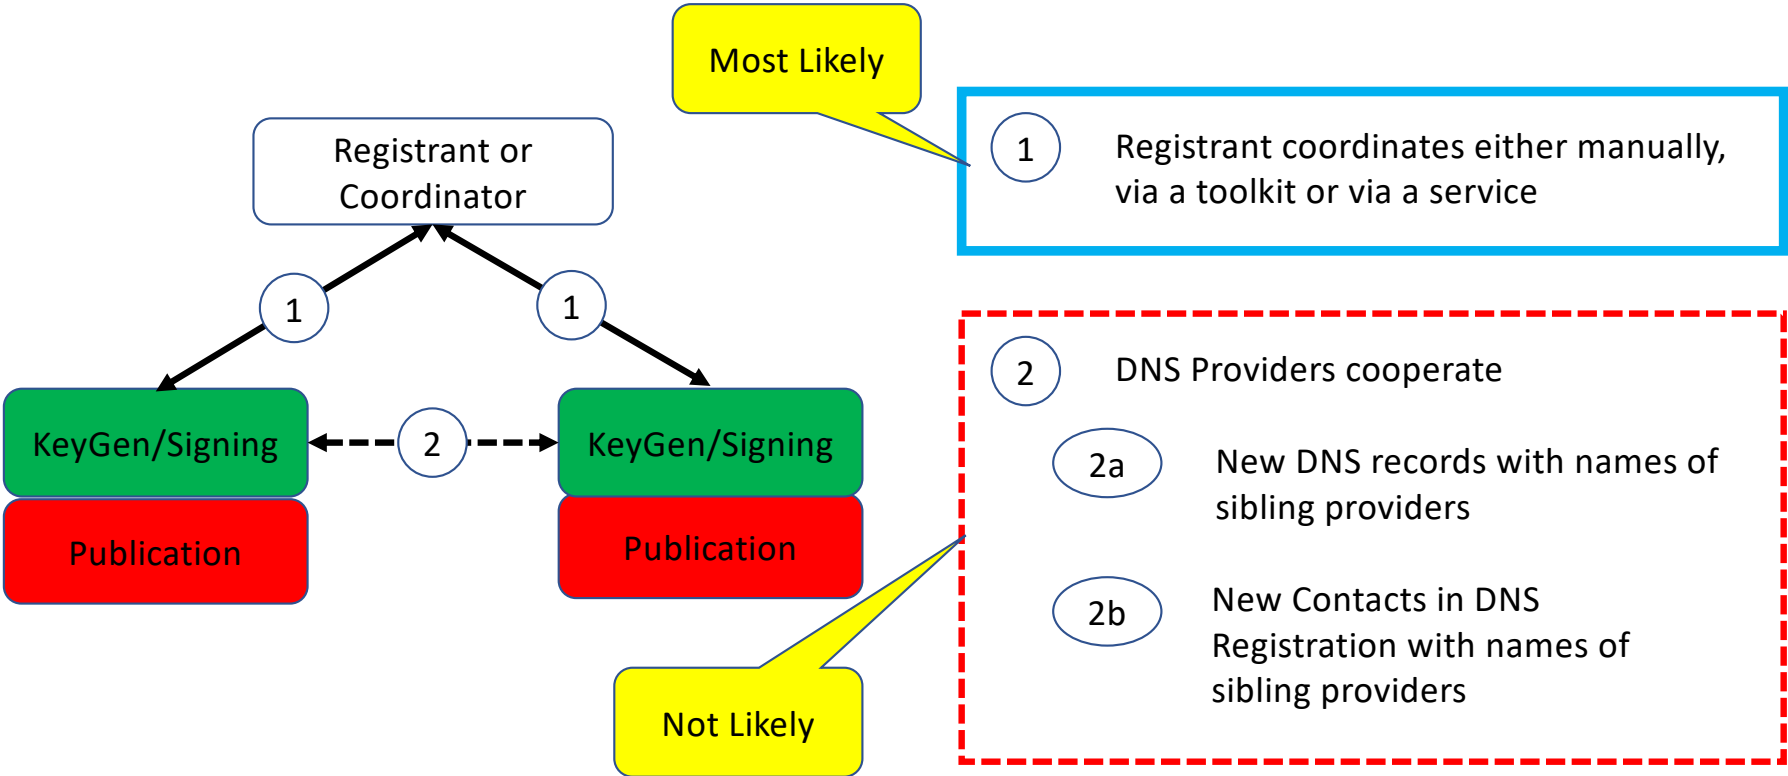 Most Likely
Registrant or
Coordinator
1
1
KeyGen/Signing
2
KeyGen/Signing
Publication
Publication
1
Registrant coordinates either manually,
via a toolkit or via a service
2
DNS Providers cooperate
2a
New DNS records with names of
sibling providers
2b
New Contacts in DNS
Registration with names of
sibling providers
Not Likely